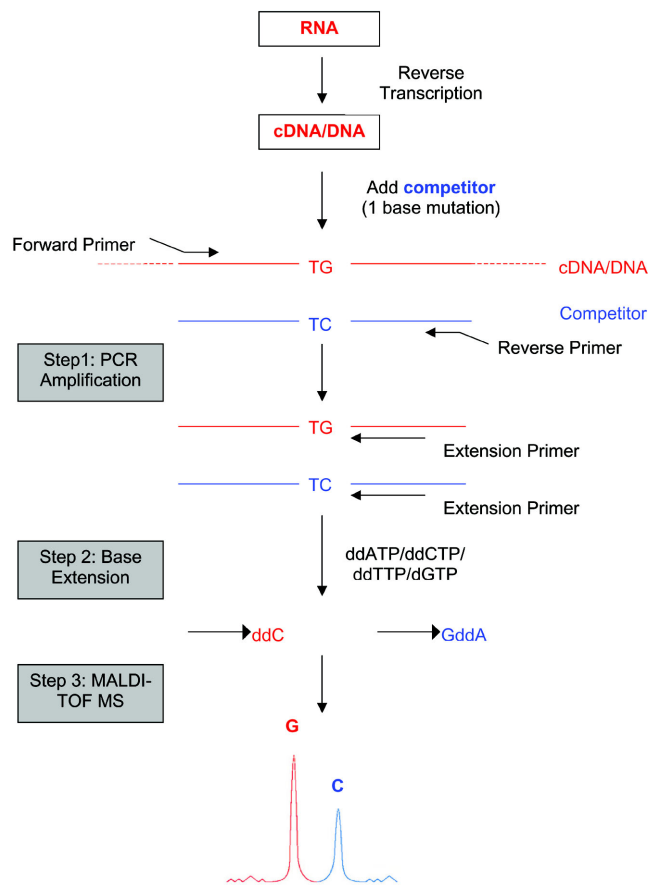 RNA
Reverse
Transcription
cDNA/DNA
Add competitor
(1 base mutation)
Forward Primer
TG
cDNA/DNA
Competitor
TC
Reverse Primer
Step1: PCR
Amplification
TG
Extension Primer
TC
Extension Primer
Step 2: Base
Extension
ddATP/ddCTP/
ddTTP/dGTP
ddC
GddA
Step 3: MALDI-
TOF MS
G
C